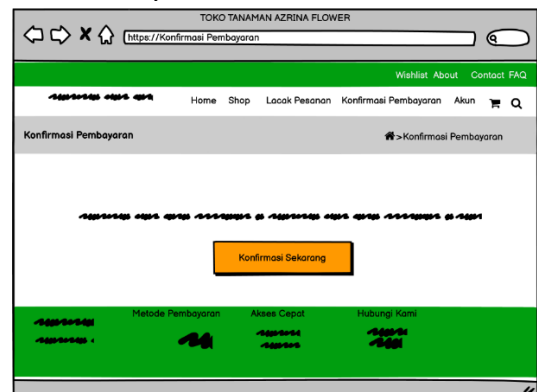 TOKO TANAMAN AZRINA FLOWER
https://Konfirmasi Pembayaran
Wishlist About Contact FAQ
Home Shop Lacak Pesanan Konfirmasi Pembayaran Akun
Konfirmasi Pembayaran
>Konfirmasi Pembayaran
Konfirmasi Sekarang
Metode Pembayaran Akses Cepat Hubungi Kami